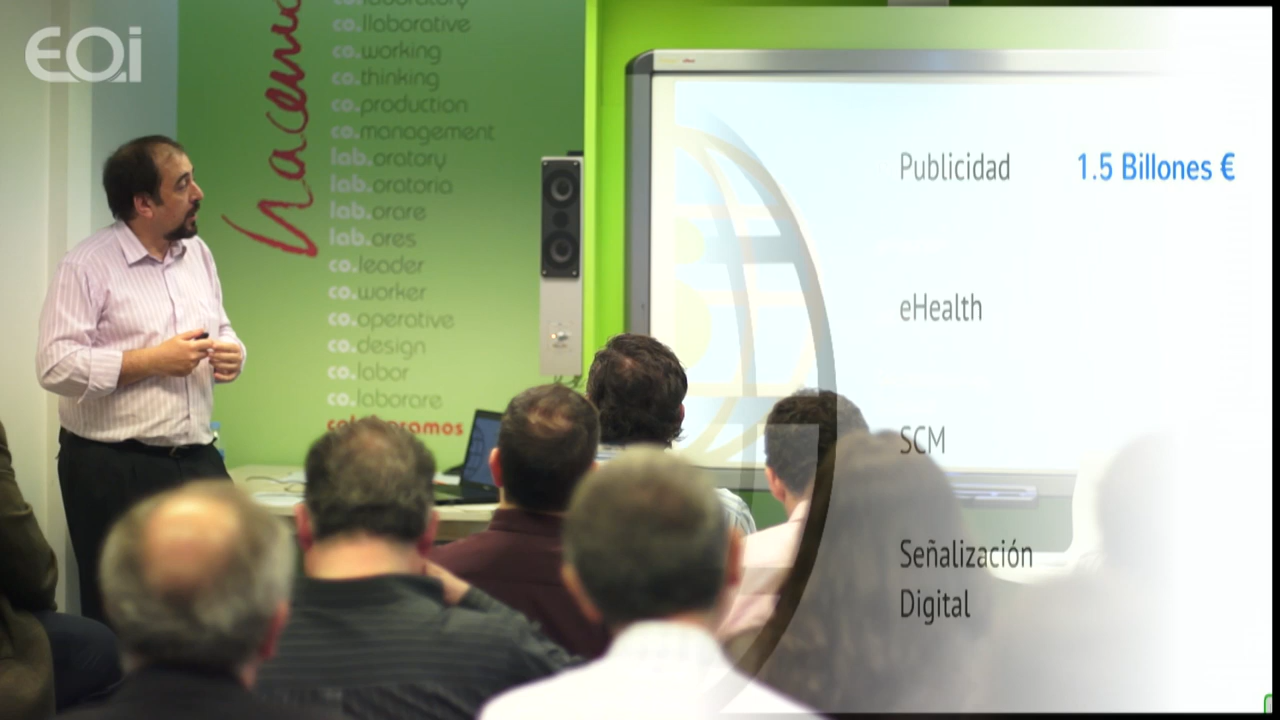 EOi
hacemos
co.llaborative
co.working
co.thinking
co.production
co.management
lab.oratory
lab.oratoria
lab.orare
lab.ores
co.leader
co.worker
co.operative
co.design
co.labor
co.laborare
colaboramos
Publicidad 1.5 Billones €
eHealth
SCM
Señalización
Digital